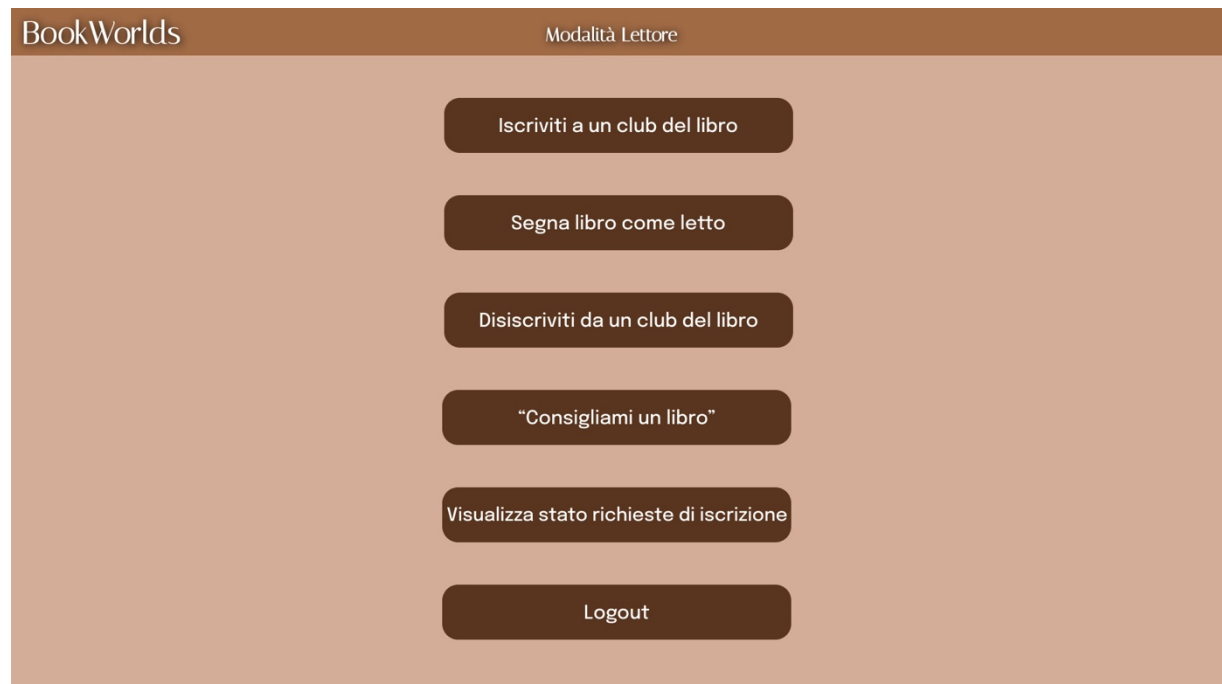 BookWorlds
Modalità Lettore
Iscriviti a un club del libro
Segna libro come letto
Disiscriviti da un club del libro
“Consigliami un libro”
Visualizza stato richieste di iscrizione
Logout